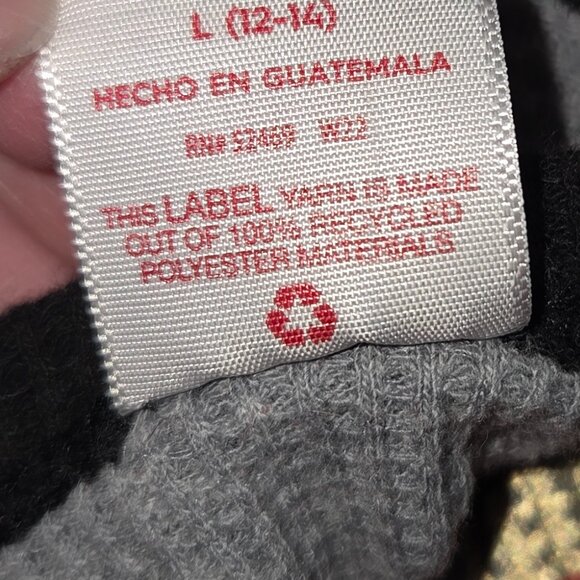 L (12-14)
HECHO EN GUATEMALA
RN# 52469 W22
THIS LABEL YARN IS MADE
OUT OF 100% RECYCLED
POLYESTER MATERIALS